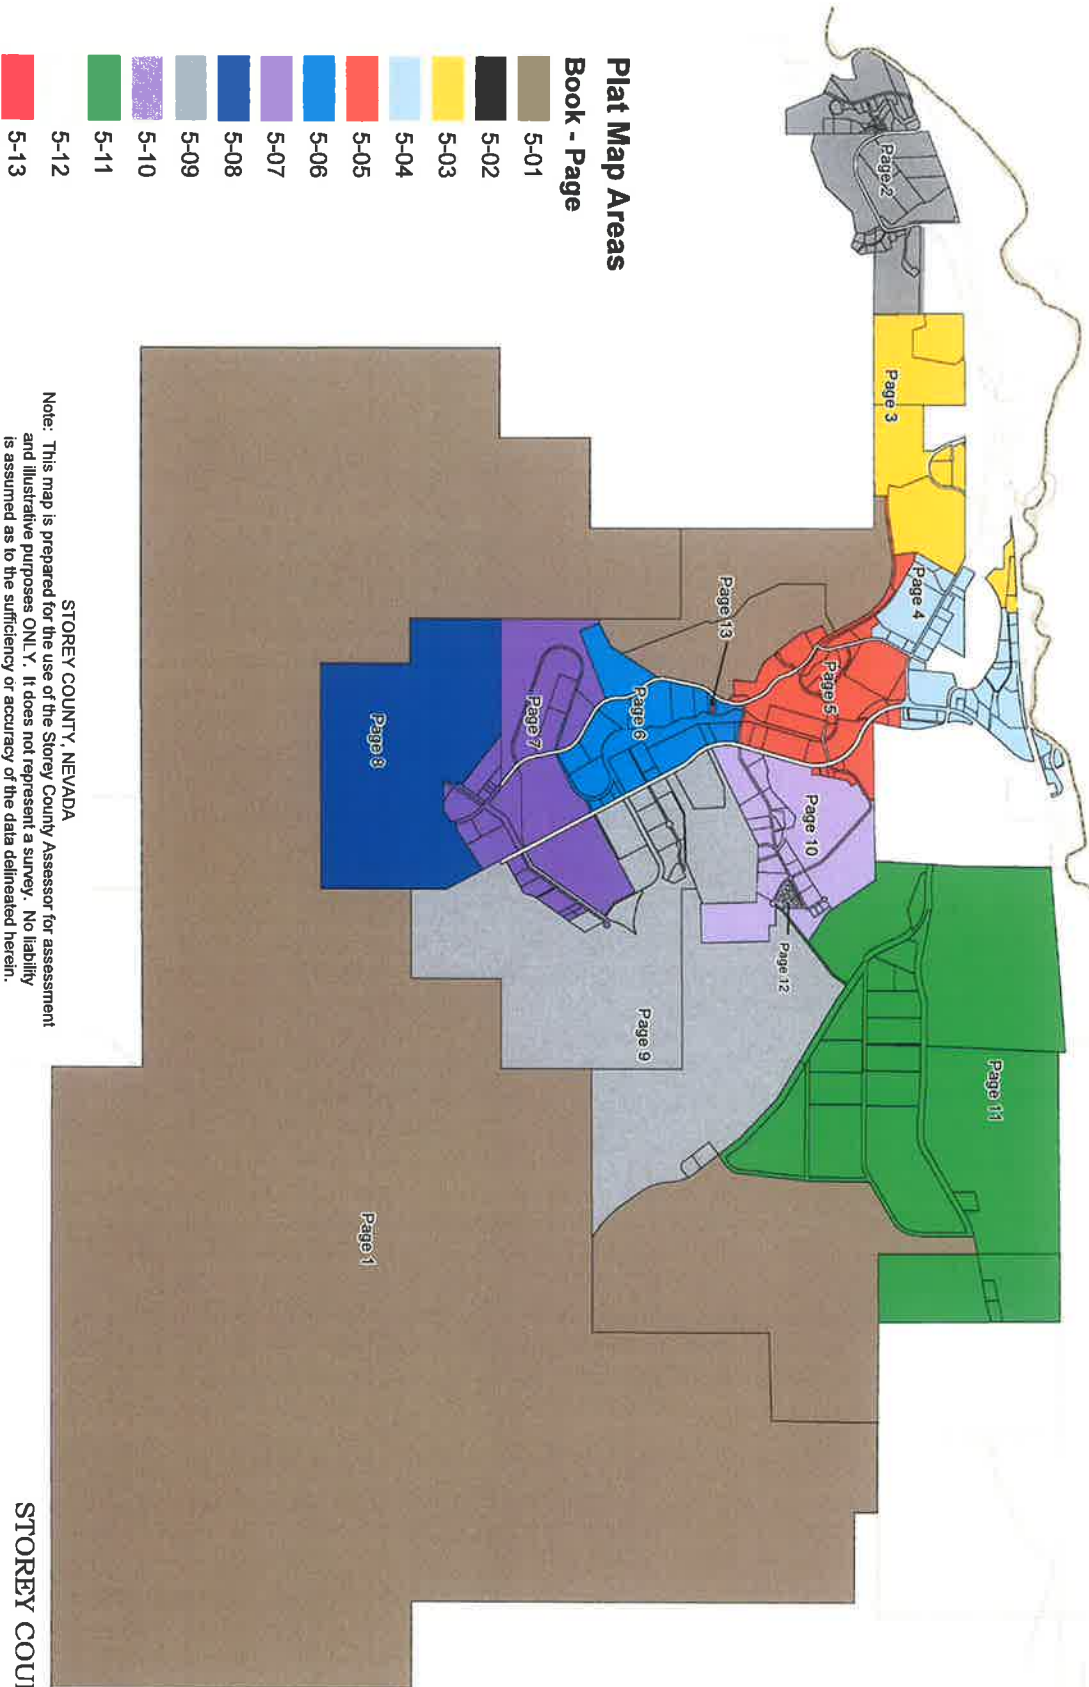 Plat Map Areas
Book - Page
5-01
5-02
5-03
5-04
5-05
5-06
5-07
5-08
5-09
5-10
5-11
5-12
5-13
Page 2
Page 3
Page 4
Page 5
Page 13
Page 6
Page 7
Page 8
Page 10
Page 12
Page 9
Page 11
Page 1
STOREY COUNTY, NEVADA
Note: This map is prepared for the use of the Storey County Assessor for assessment
and illustrative purposes ONLY. It does not represent a survey. No liability
is assumed as to the sufficiency or accuracy of the data delineated herein.
STOREY COU